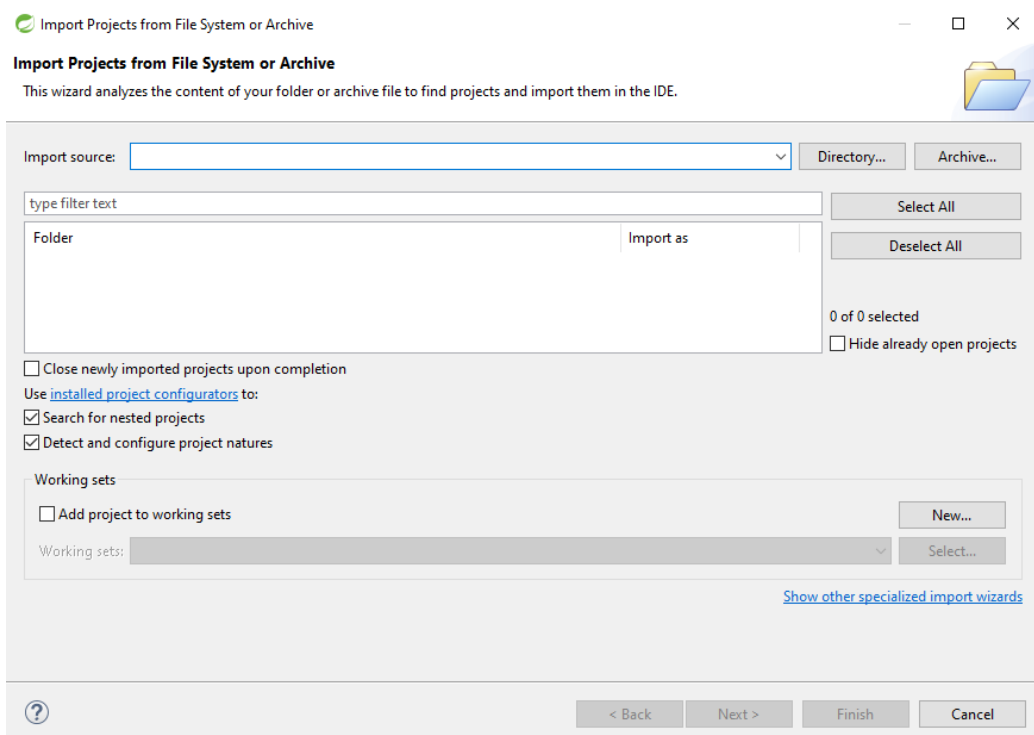 Import Projects from File System or Archive
Import Projects from File System or Archive
This wizard analyzes the content of your folder or archive file to find projects and import them in the IDE.
Import source: Directory... Archive...
type filter text
Select All
Folder Import as
Deselect All
0 of 0 selected
Hide already open projects
Close newly imported projects upon completion
Use installed project configurators to:
Search for nested projects
Detect and configure project natures
Working sets
Add project to working sets New...
Working sets: Select...
Show other specialized import wizards
? < Back Next > Finish Cancel